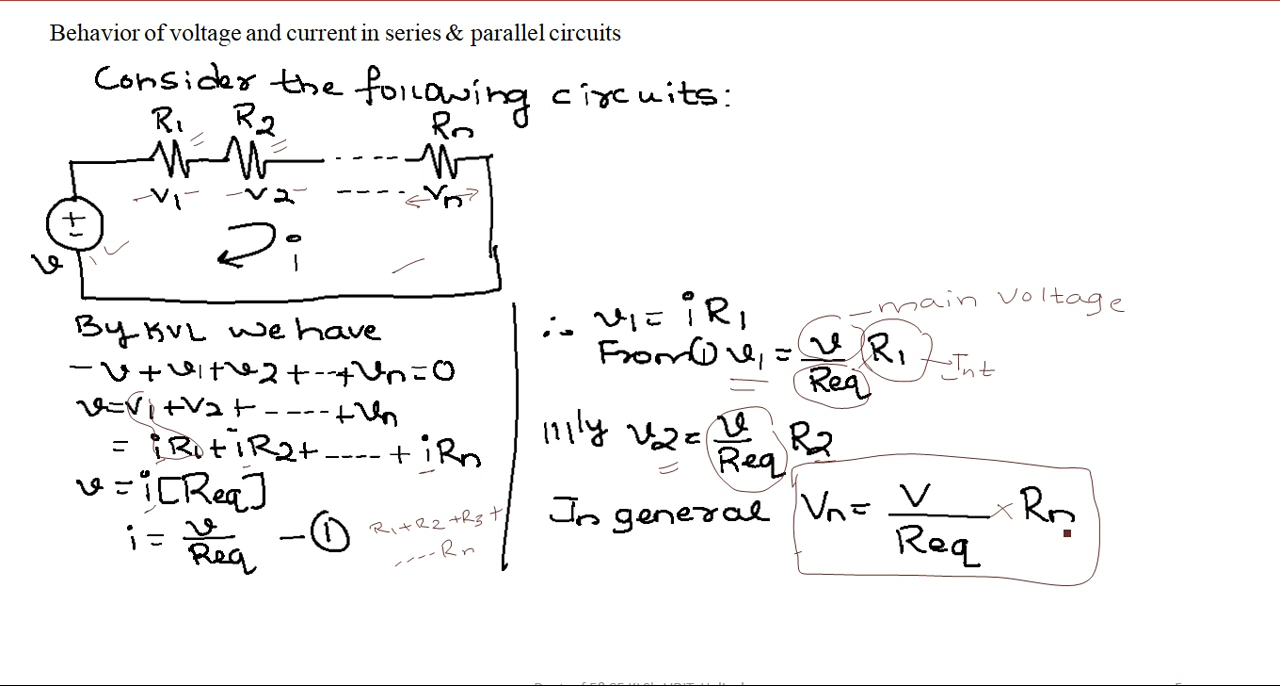 Behavior of voltage and current in series & parallel circuits
Consider the following circuits:
R1 R2 Rn
V1 V2 ---- Vn
+
-
v
i
By KVL we have
-v+v1+v2+--+vn=0
v=V1+V2+----+vn
= iR1+iR2+----+iRn
v=i[Req]
i = v/Req - ①
R1+R2+R3+
----Rn
∴ v1 = iR1
main voltage
From ① v1 = v/Req R1
Int
llly v2 = v/Req R2
In general Vn = V/Req × Rn